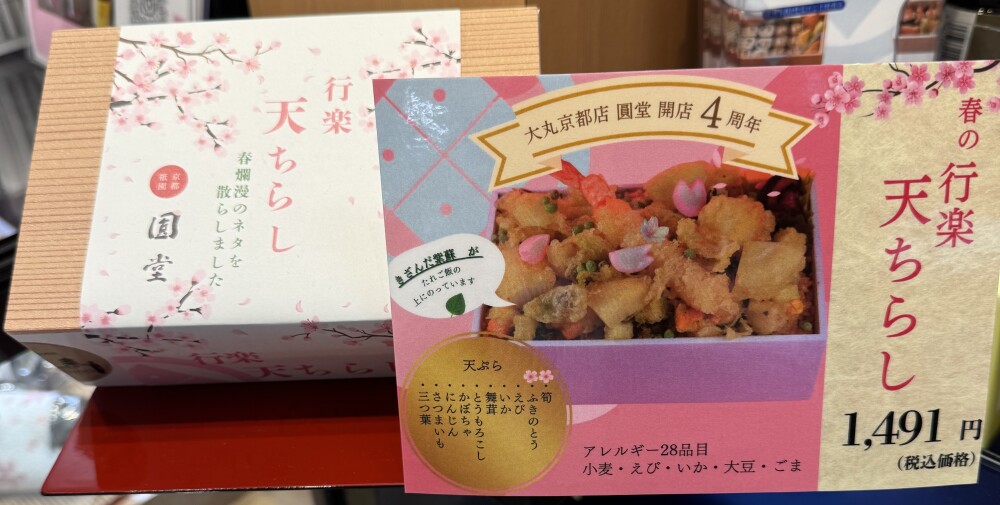 行楽
天ちらし
春爛漫のネタを
散らしました
京都
祇園
圓堂
行楽
天ちらし
大丸京都店 圓堂 開店 4周年
きざんだ紫蘇 が
たれご飯の
上にのっています
天ぷら
・筍
・ふきのとう
・えび
・いか
・舞茸
・とうもろこし
・かぼちゃ
・にんじん
・さつまいも
・三つ葉
アレルギー28品目
小麦・えび・いか・大豆・ごま
春の
行楽
天ちらし
1,491 円
(税込価格)